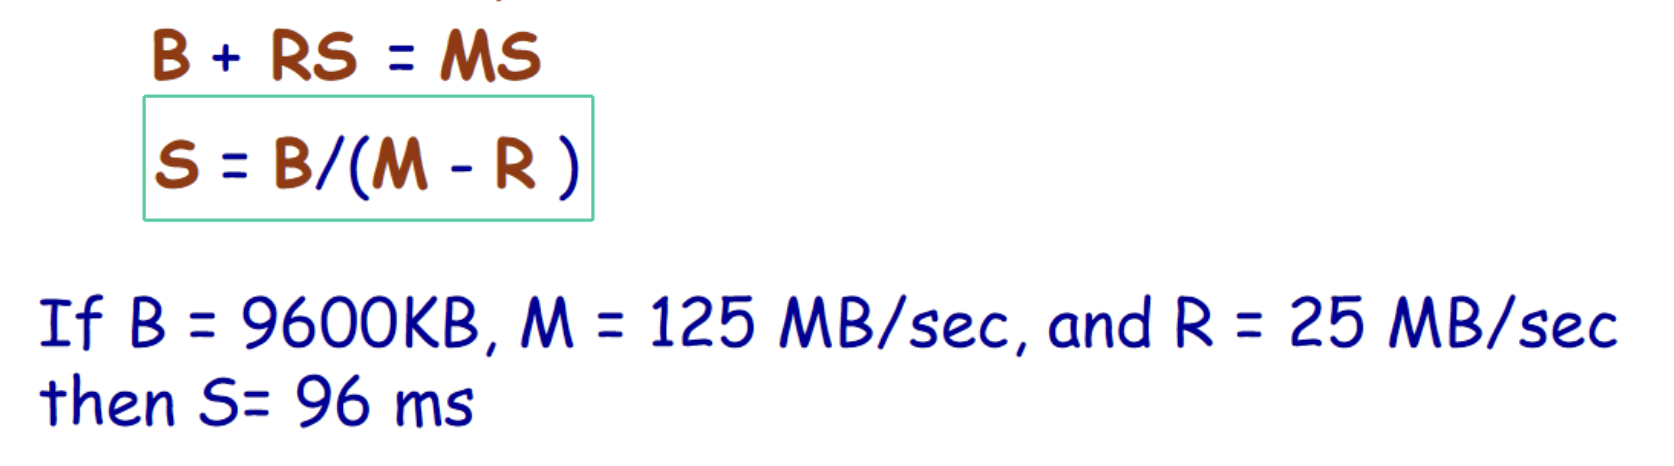 B + RS = MS
S = B/(M - R )
If B = 9600KB, M = 125 MB/sec, and R = 25 MB/sec
then S= 96 ms